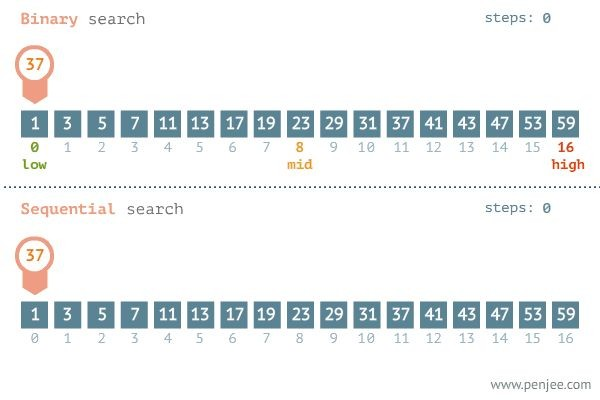 Binary search steps: 0
37
1 3 5 7 11 13 17 19 23 29 31 37 41 43 47 53 59
0 1 2 3 4 5 6 7 8 9 10 11 12 13 14 15 16
low mid high
Sequential search steps: 0
37
1 3 5 7 11 13 17 19 23 29 31 37 41 43 47 53 59
0 1 2 3 4 5 6 7 8 9 10 11 12 13 14 15 16
www.penjee.com